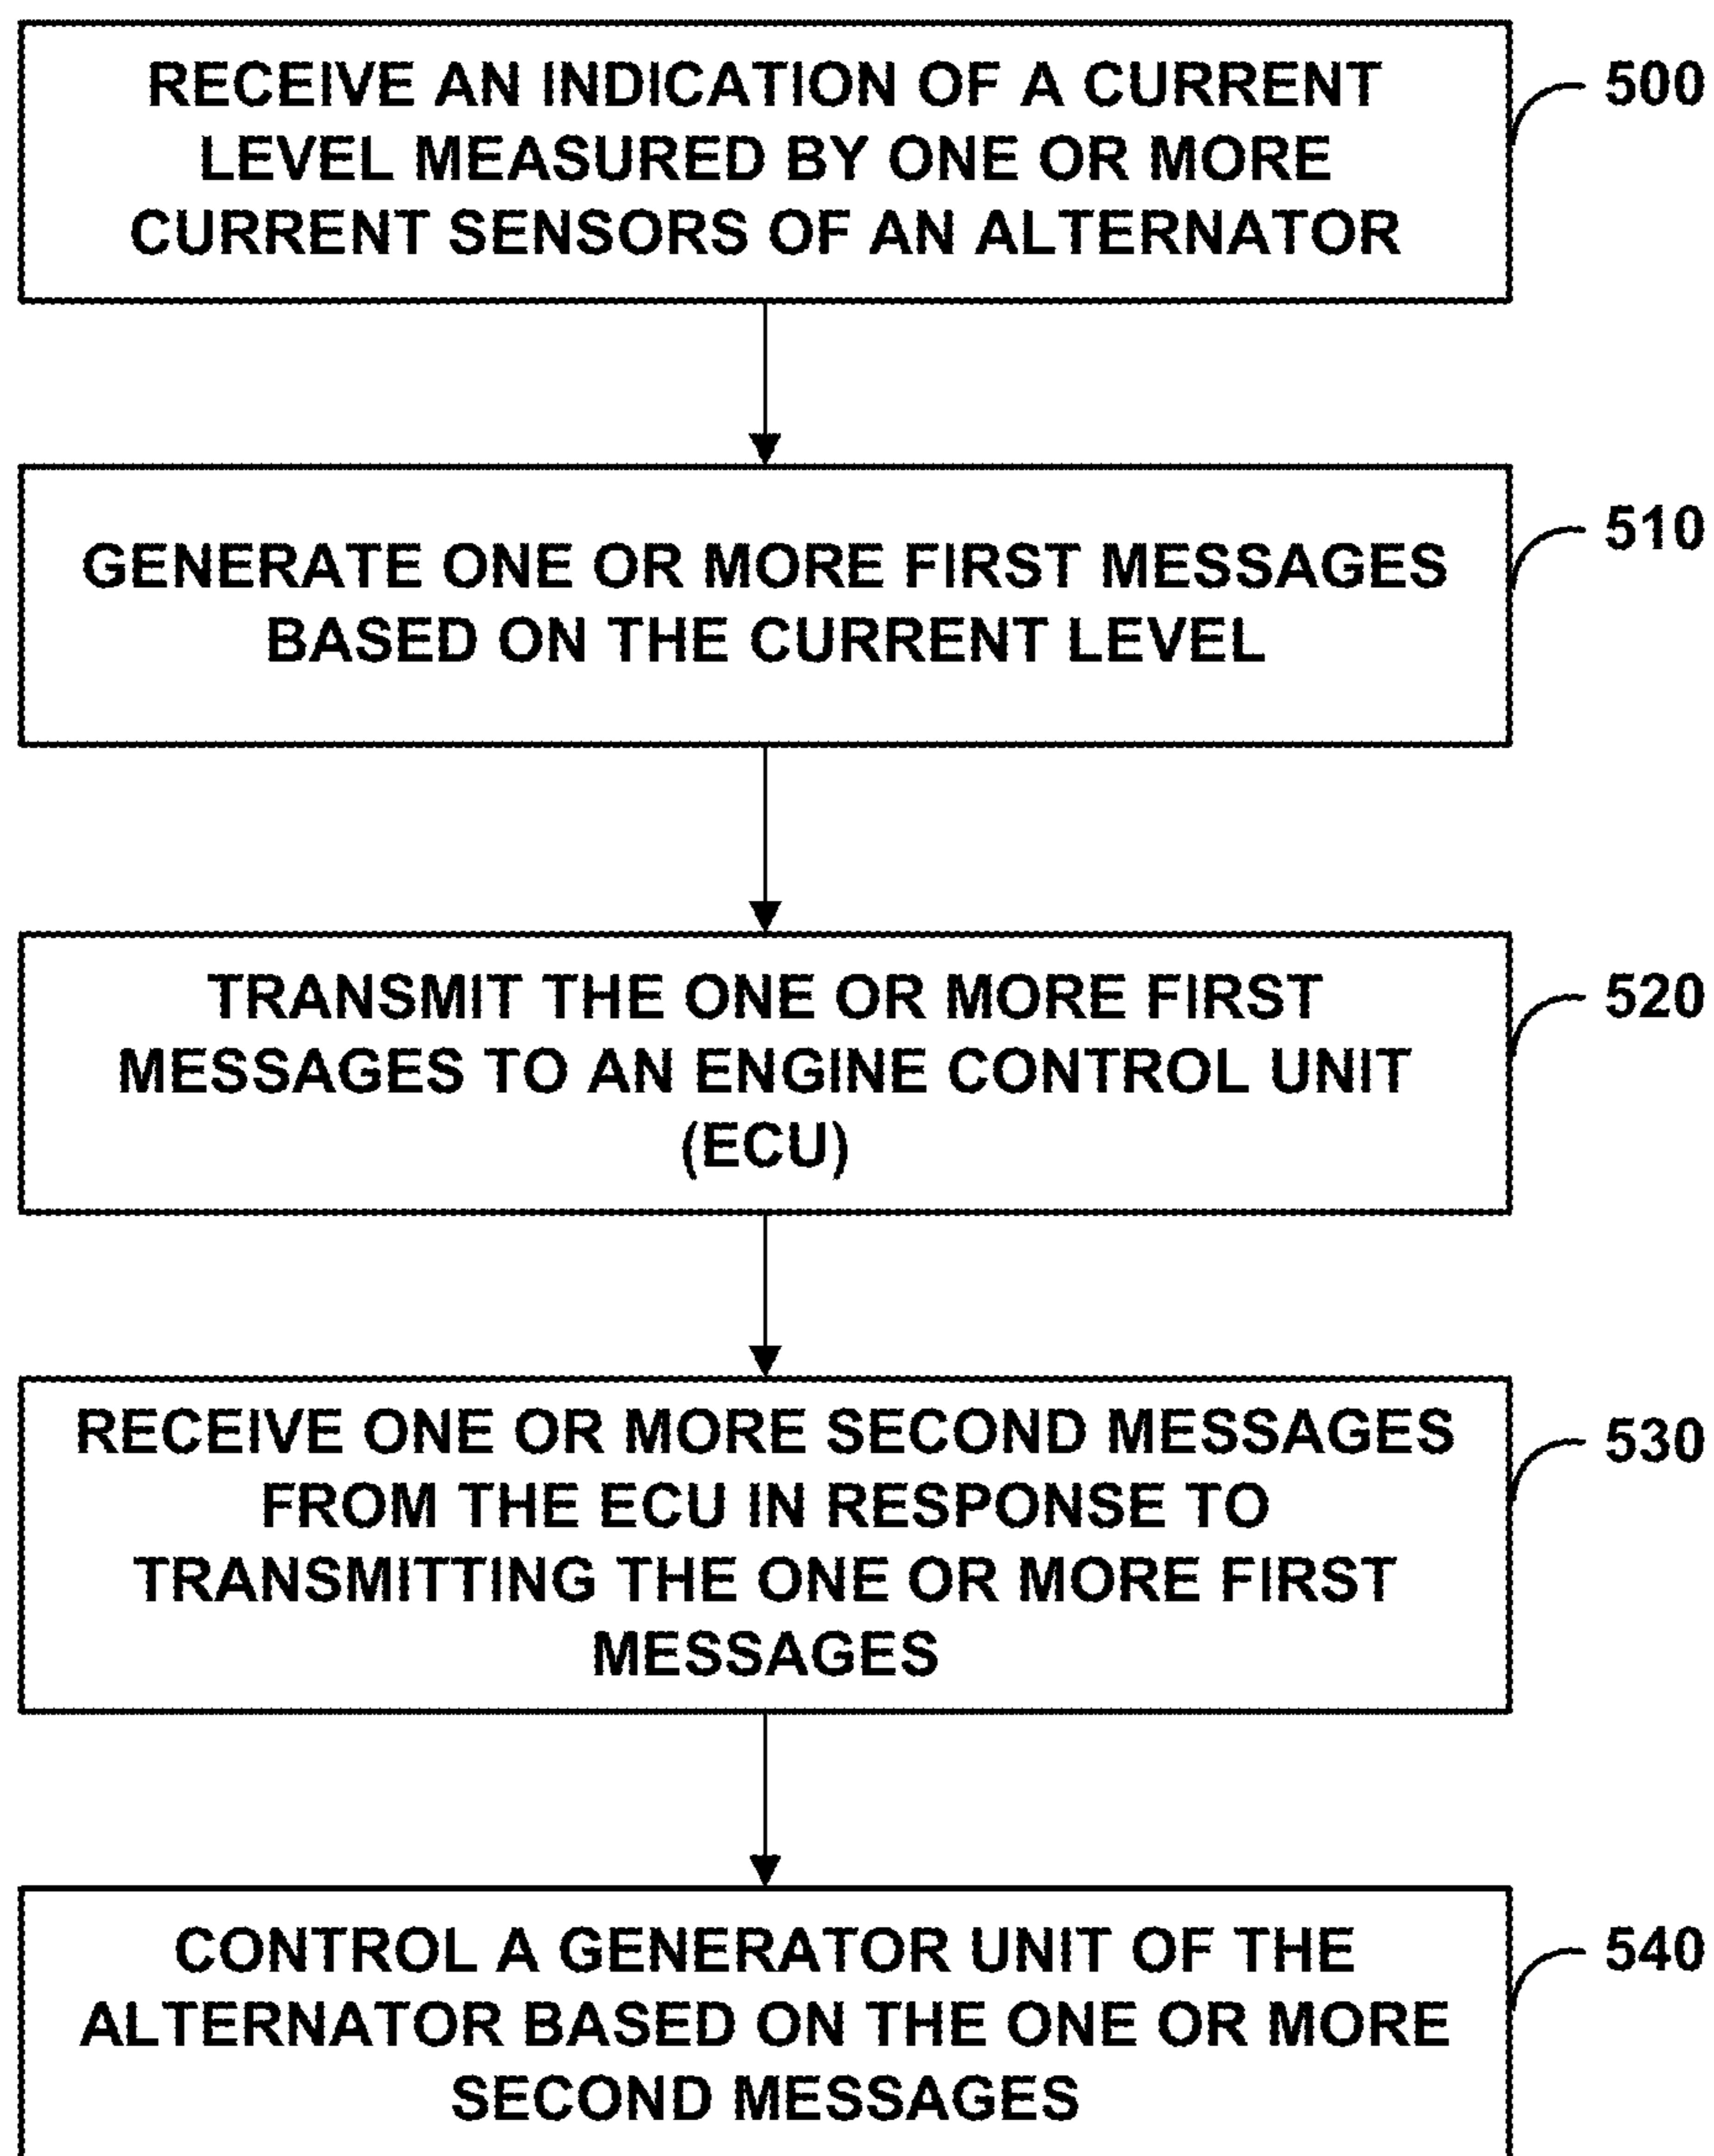 RECEIVE AN INDICATION OF A CURRENT
LEVEL MEASURED BY ONE OR MORE
CURRENT SENSORS OF AN ALTERNATOR
500
GENERATE ONE OR MORE FIRST MESSAGES
BASED ON THE CURRENT LEVEL
510
TRANSMIT THE ONE OR MORE FIRST
MESSAGES TO AN ENGINE CONTROL UNIT
(ECU)
520
RECEIVE ONE OR MORE SECOND MESSAGES
FROM THE ECU IN RESPONSE TO
TRANSMITTING THE ONE OR MORE FIRST
MESSAGES
530
CONTROL A GENERATOR UNIT OF THE
ALTERNATOR BASED ON THE ONE OR MORE
SECOND MESSAGES
540